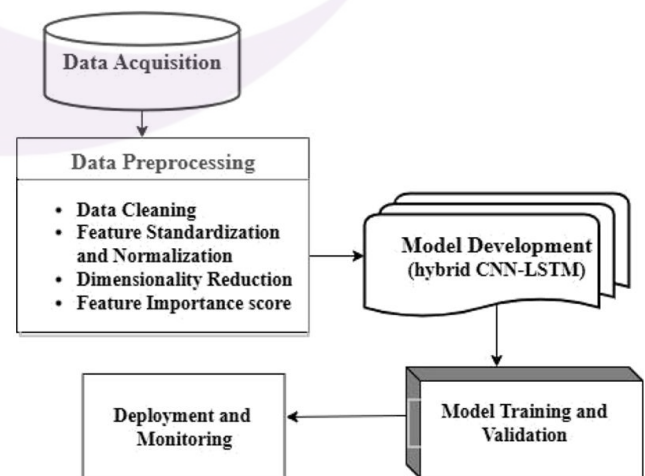 Data Acquisition
Data Preprocessing
• Data Cleaning
• Feature Standardization
and Normalization
• Dimensionality Reduction
• Feature Importance score
Model Development
(hybrid CNN-LSTM)
Model Training and
Validation
Deployment and
Monitoring